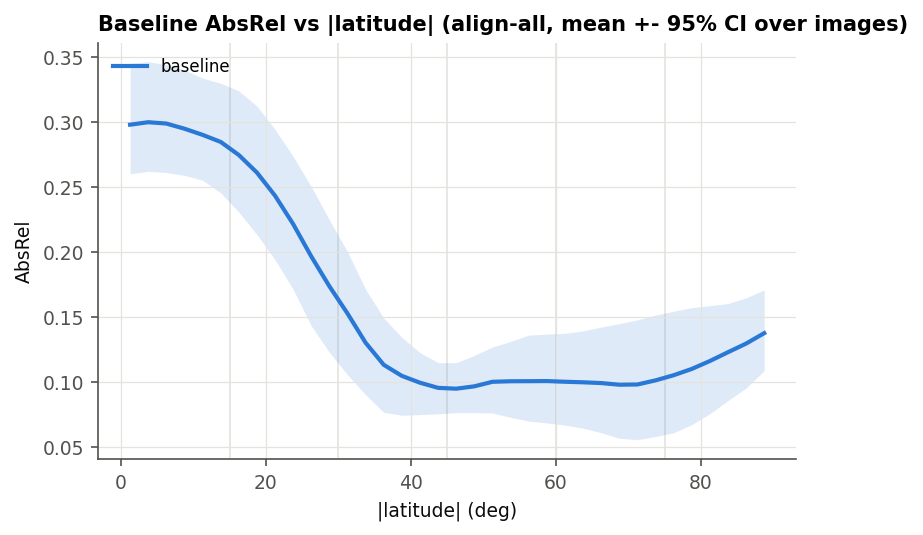 Baseline AbsRel vs |latitude| (align-all, mean +- 95% CI over images)
0.35
baseline
0.30
0.25
0.20
0.15
0.10
0.05
AbsRel
0 20 40 60 80
|latitude| (deg)